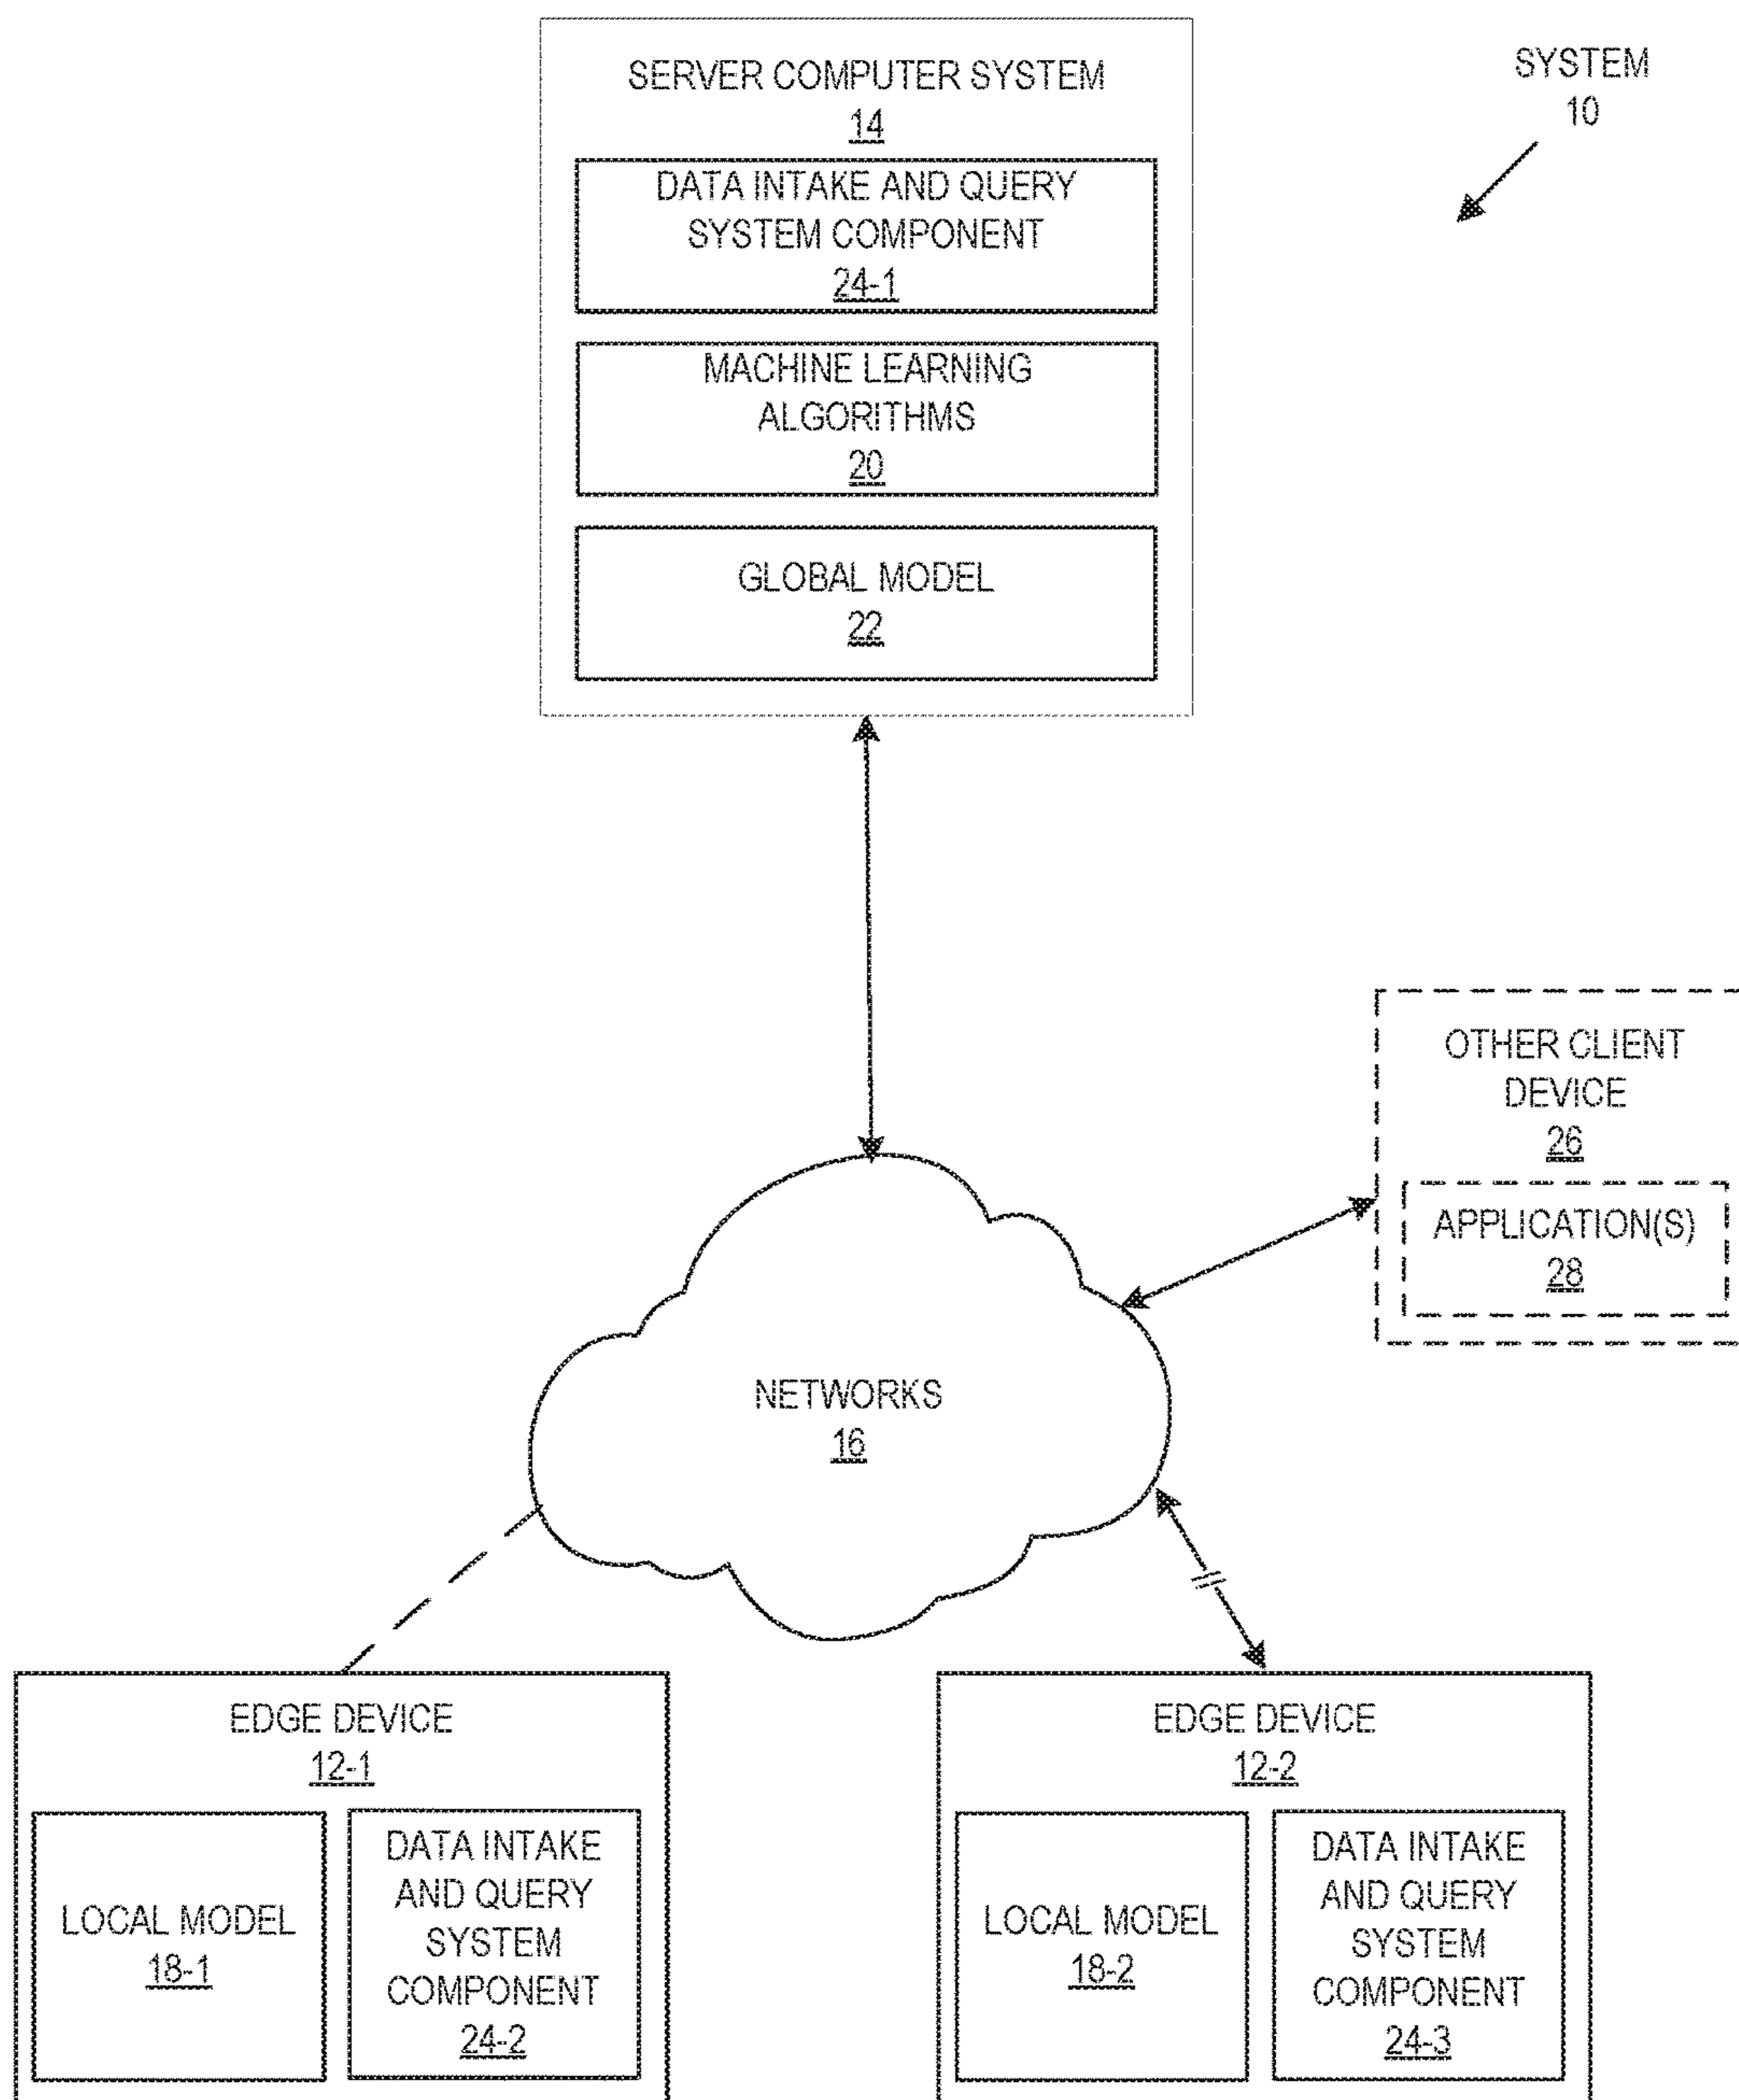 SERVER COMPUTER SYSTEM
14
DATA INTAKE AND QUERY
SYSTEM COMPONENT
24-1
MACHINE LEARNING
ALGORITHMS
20
GLOBAL MODEL
22
SYSTEM
10
OTHER CLIENT
DEVICE
26
APPLICATION(S)
28
NETWORKS
16
EDGE DEVICE
12-1
LOCAL MODEL
18-1
DATA INTAKE
AND QUERY
SYSTEM
COMPONENT
24-2
EDGE DEVICE
12-2
LOCAL MODEL
18-2
DATA INTAKE
AND QUERY
SYSTEM
COMPONENT
24-3